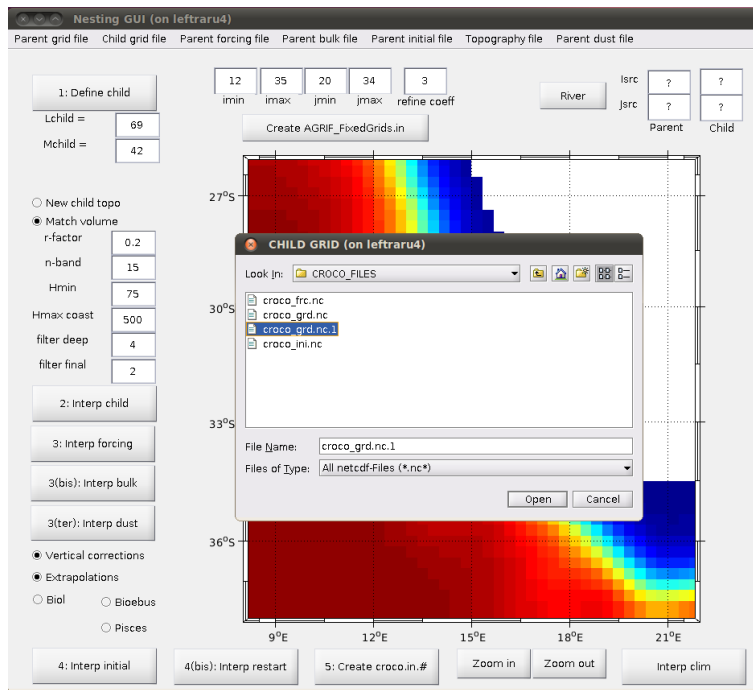 Nesting GUI (on leftraru4)
Parent grid file Child grid file Parent forcing file Parent bulk file Parent initial file Topography file Parent dust file
1: Define child
12 35 20 34 3
imin imax jmin jmax refine coeff
River
Isrc ? ?
Jsrc ? ?
Parent Child
Lchild = 69
Mchild = 42
Create AGRIF_FixedGrids.in
New child topo
Match volume
r-factor 0.2
n-band 15
Hmin 75
Hmax coast 500
filter deep 4
filter final 2
2: Interp child
3: Interp forcing
3(bis): Interp bulk
3(ter): Interp dust
Vertical corrections
Extrapolations
Biol Bioebus
Pisces
27°S
30°S
33°S
36°S
CHILD GRID (on leftraru4)
Look In: CROCO_FILES
croco_frc.nc
croco_grd.nc
croco_grd.nc.1
croco_ini.nc
File Name: croco_grd.nc.1
Files of Type: All netcdf-Files (*.nc*)
Open Cancel
9°E 12°E 15°E 18°E 21°E
4: Interp initial 4(bis): Interp restart 5: Create croco.in.# Zoom in Zoom out Interp clim